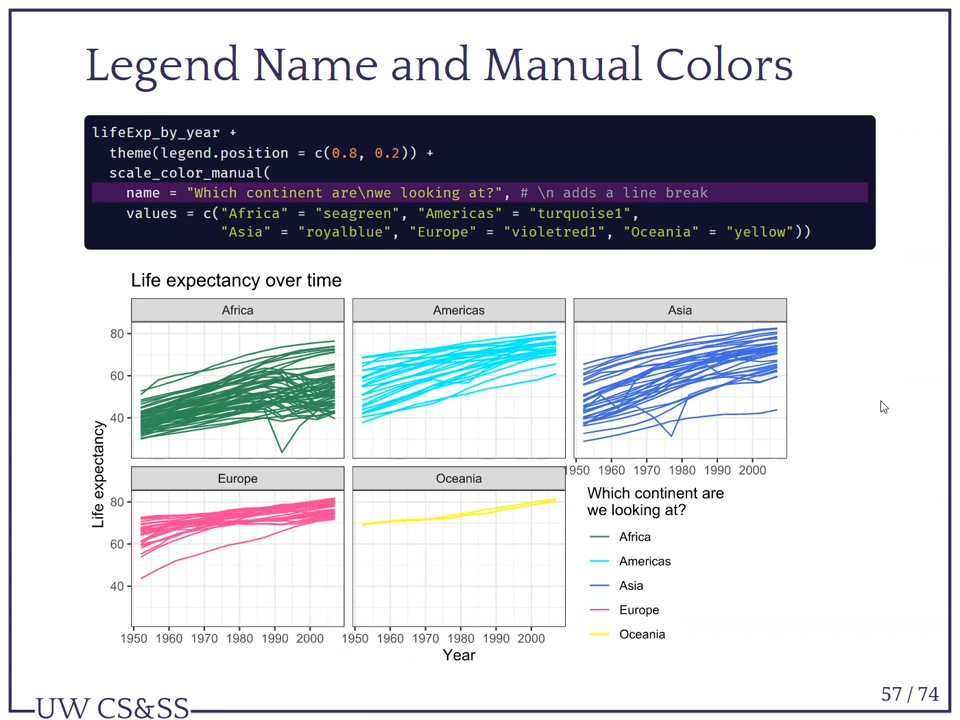 Legend Name and Manual Colors
lifeExp_by_year +
  theme(legend.position = c(0.8, 0.2)) +
  scale_color_manual(
    name = "Which continent are\nwe looking at?", # \n adds a line break
    values = c("Africa" = "seagreen", "Americas" = "turquoise1",
               "Asia" = "royalblue", "Europe" = "violetred1", "Oceania" = "yellow"))
Life expectancy over time
Africa Americas Asia
80
60
40
Life expectancy
1950 1960 1970 1980 1990 2000
Europe Oceania
80
60
40
1950 1960 1970 1980 1990 2000 1950 1960 1970 1980 1990 2000
Year
Which continent are
we looking at?
Africa
Americas
Asia
Europe
Oceania
57 / 74
UW CS&SS